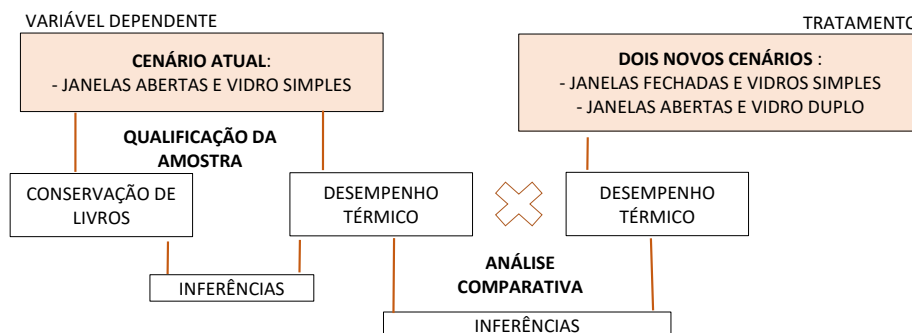 VARIÁVEL DEPENDENTE
TRATAMENTO
CENÁRIO ATUAL:
- JANELAS ABERTAS E VIDRO SIMPLES
DOIS NOVOS CENÁRIOS :
- JANELAS FECHADAS E VIDROS SIMPLES
- JANELAS ABERTAS E VIDRO DUPLO
QUALIFICAÇÃO DA
AMOSTRA
CONSERVAÇÃO DE
LIVROS
DESEMPENHO
TÉRMICO
DESEMPENHO
TÉRMICO
INFERÊNCIAS
ANÁLISE
COMPARATIVA
INFERÊNCIAS